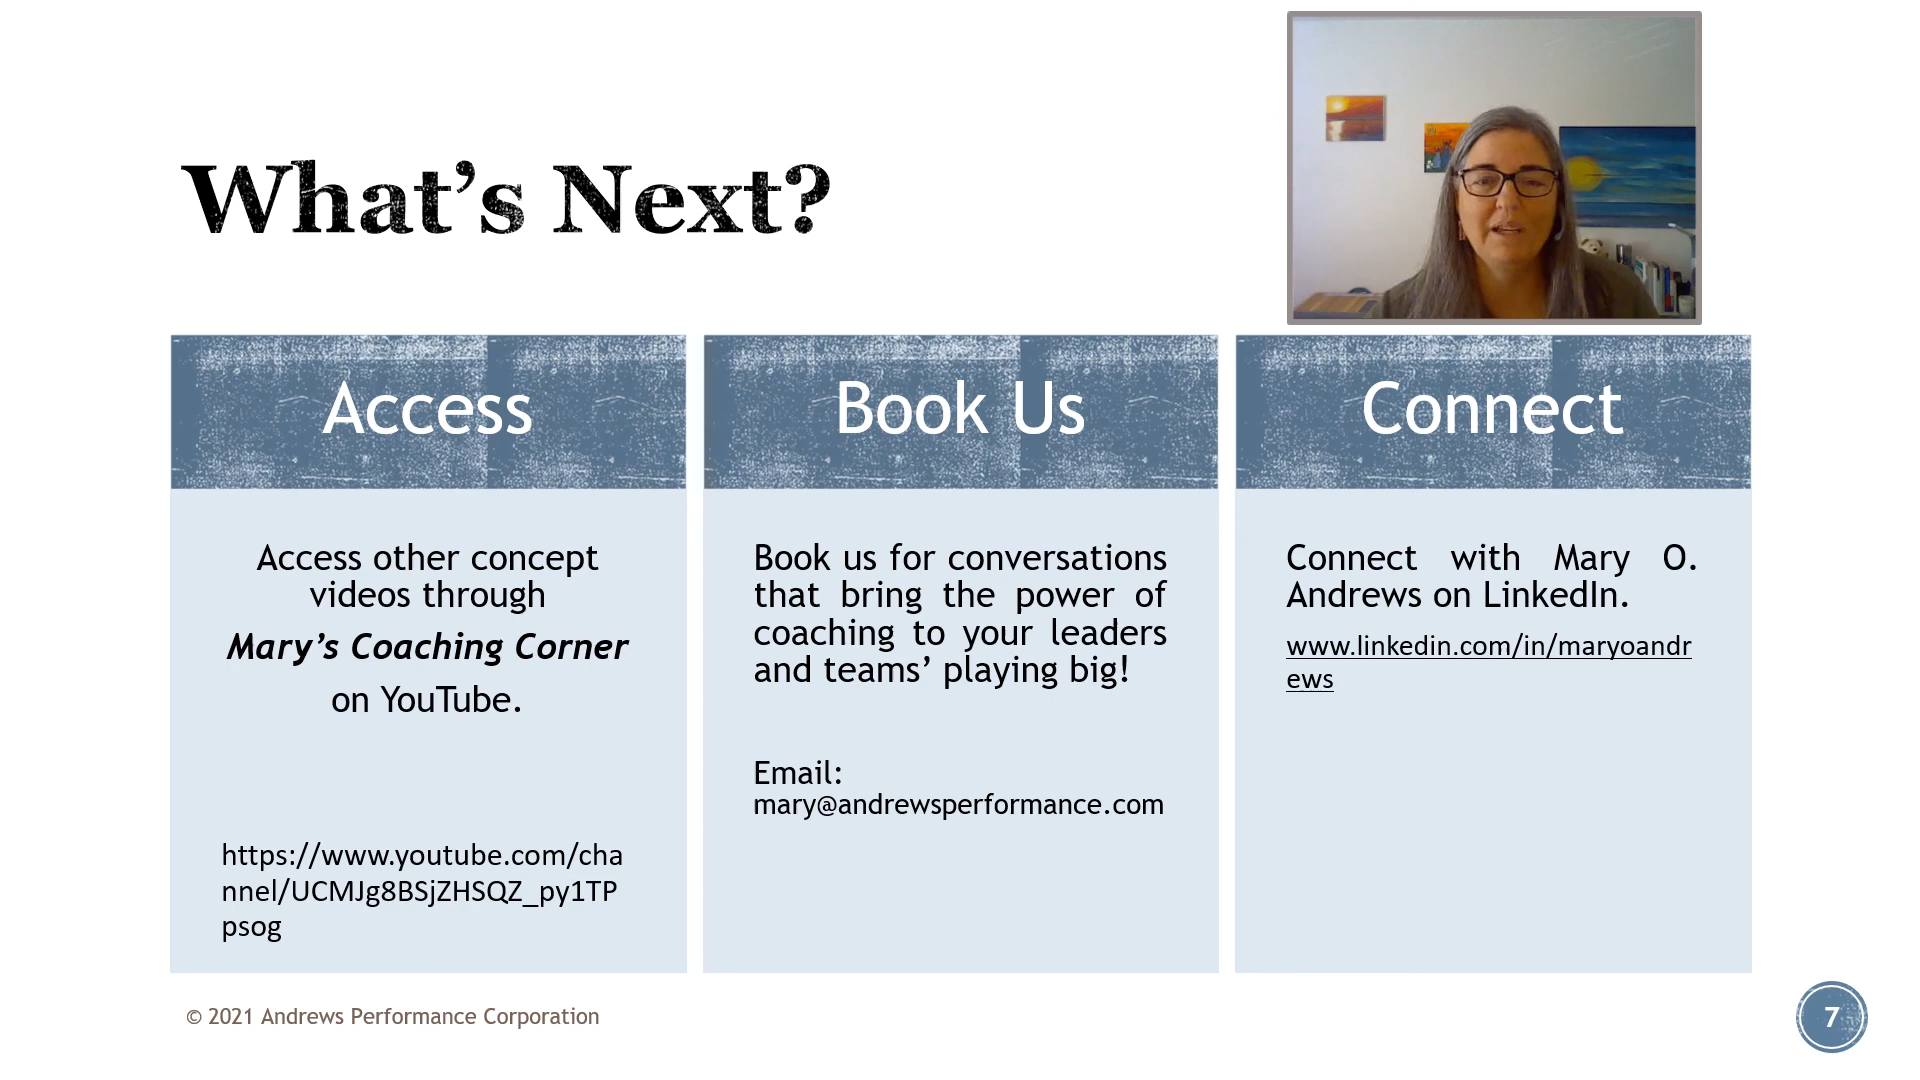 What's Next?
Access
Access other concept
videos through
Mary's Coaching Corner
on YouTube.
https://www.youtube.com/cha
nnel/UCMJg8BSjZHSQZ_py1TP
psog
Book Us
Book us for conversations
that bring the power of
coaching to your leaders
and teams' playing big!
Email:
mary@andrewsperformance.com
Connect
Connect with Mary O.
Andrews on LinkedIn.
www.linkedin.com/in/maryoandr
ews
© 2021 Andrews Performance Corporation
7